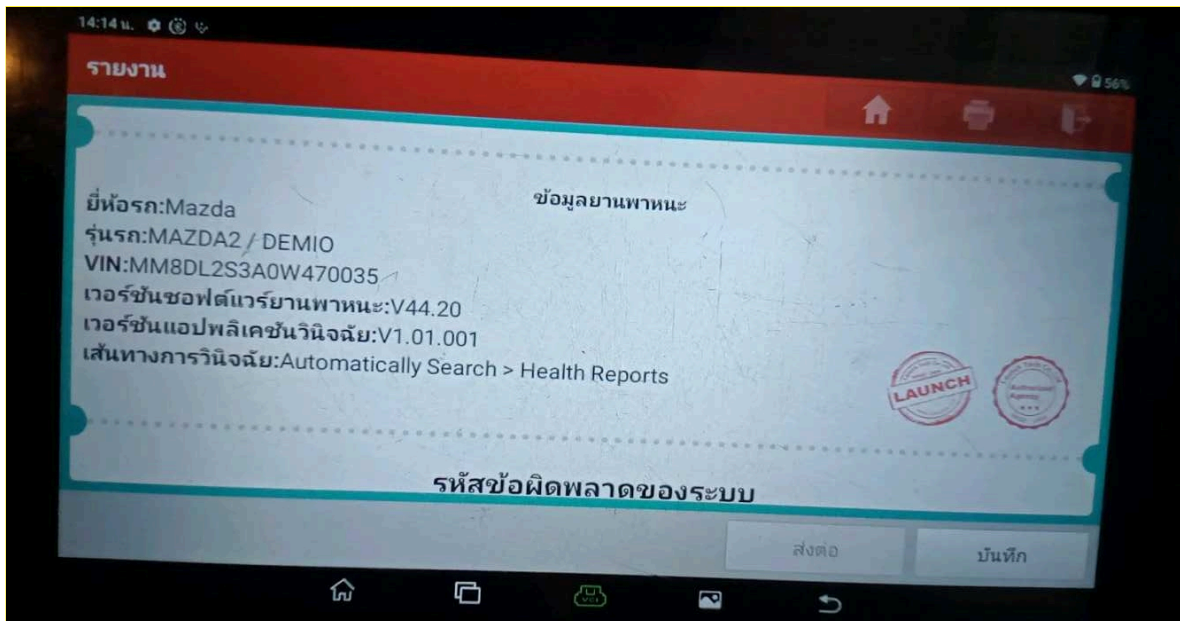 14:14 น.
56%
รายงาน
ข้อมูลยานพาหนะ
ยี่ห้อรถ:Mazda
รุ่นรถ:MAZDA2 / DEMIO
VIN:MM8DL2S3A0W470035
เวอร์ชันซอฟต์แวร์ยานพาหนะ:V44.20
เวอร์ชันแอปพลิเคชันวินิจฉัย:V1.01.001
เส้นทางการวินิจฉัย:Automatically Search > Health Reports
LAUNCH
Authorized
Agency
รหัสข้อผิดพลาดของระบบ
ส่งต่อ
บันทึก
VCI